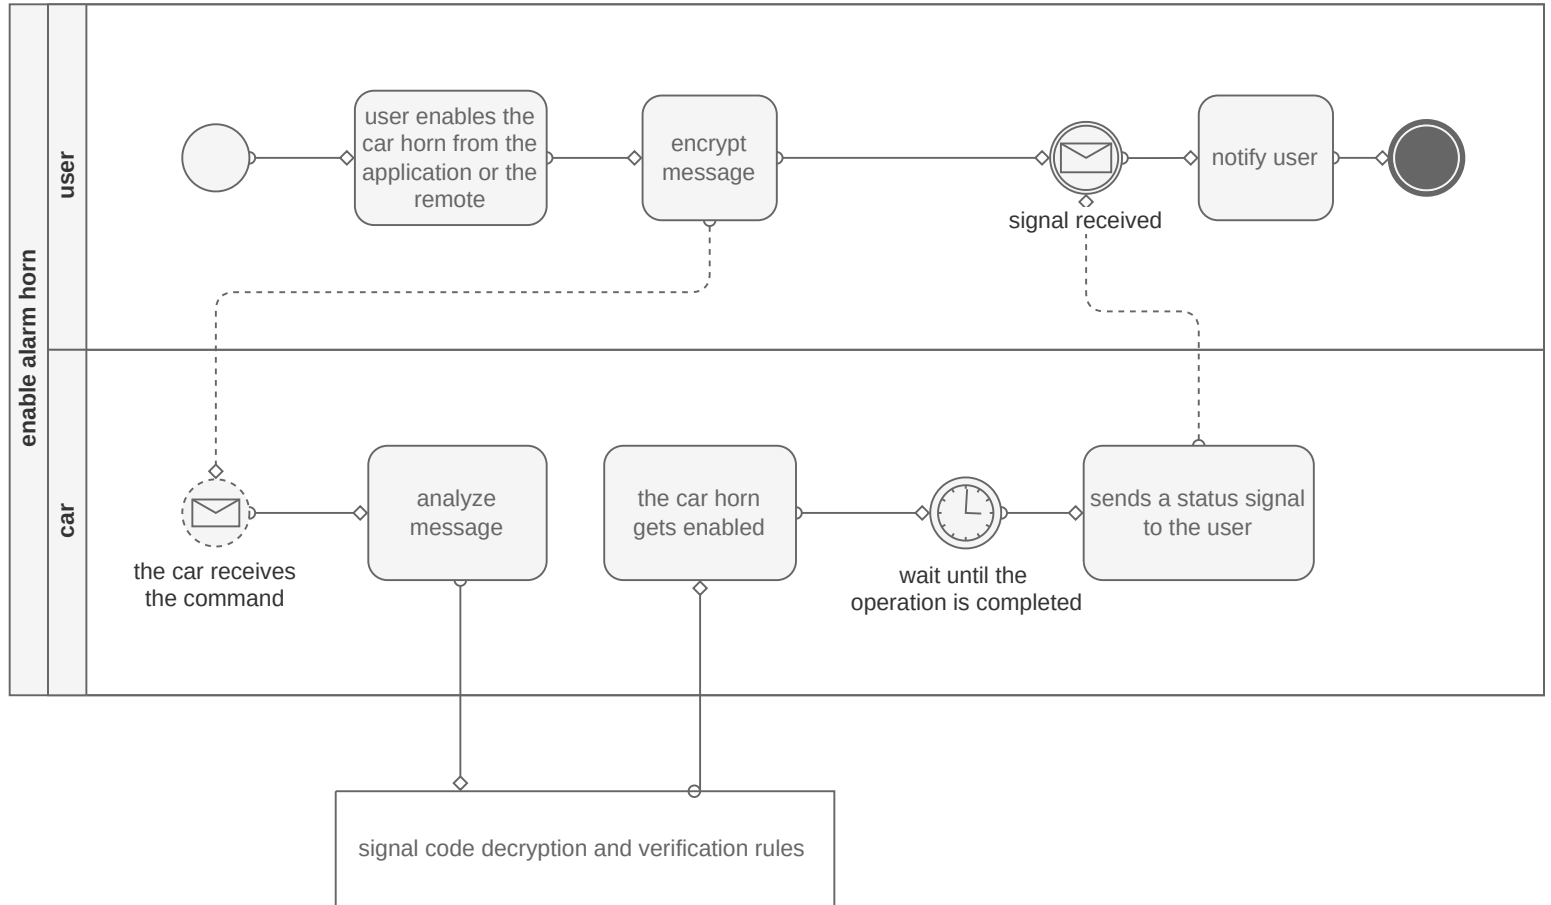 enable alarm horn
user
user enables the
car horn from the
application or the
remote
encrypt
message
signal received
notify user
car
the car receives
the command
analyze
message
the car horn
gets enabled
wait until the
operation is completed
sends a status signal
to the user
signal code decryption and verification rules